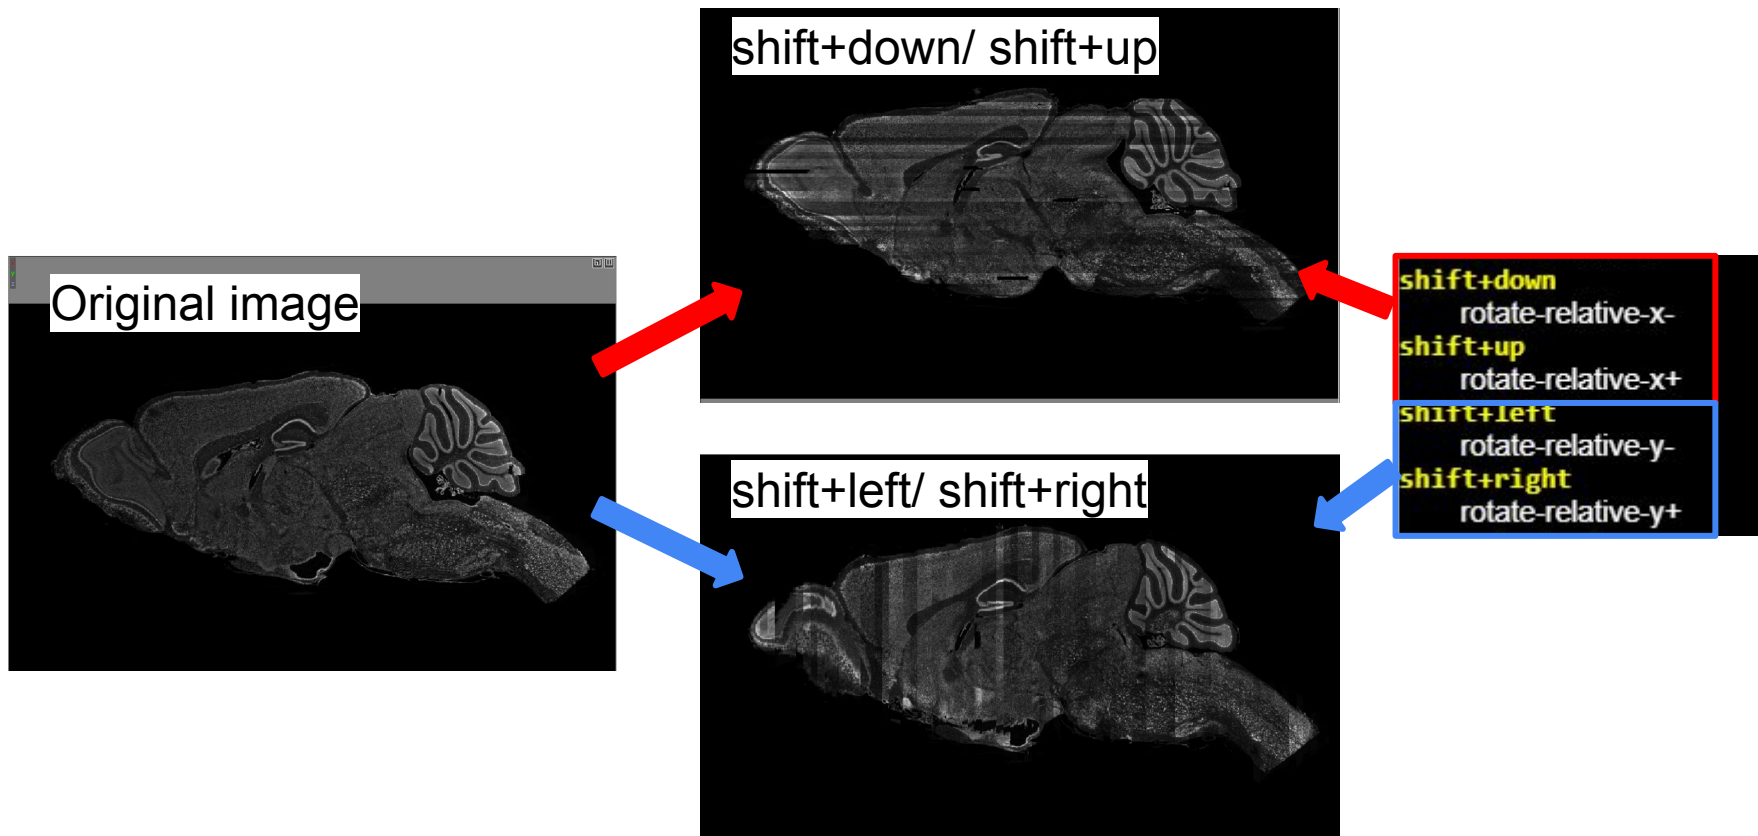 shift+down/ shift+up
Original image
shift+down
rotate-relative-x-
shift+up
rotate-relative-x+
shift+left
rotate-relative-y-
shift+right
rotate-relative-y+
shift+left/ shift+right